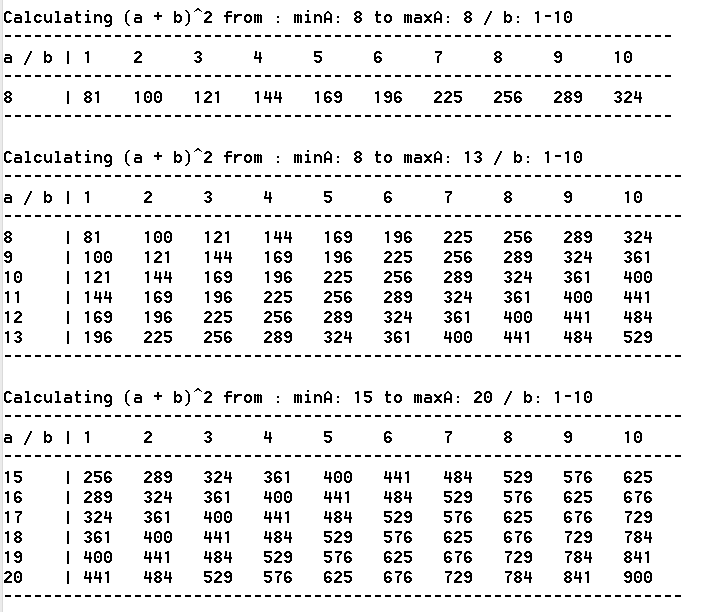 Calculating (a + b)^2 from : minA: 8 to maxA: 8 / b: 1-10
-------------------------------------------------------------------
a / b | 1    2    3    4    5    6    7    8    9    10
-------------------------------------------------------------------
8     | 81   100   121   144   169   196   225   256   289   324
-------------------------------------------------------------------
Calculating (a + b)^2 from : minA: 8 to maxA: 13 / b: 1-10
--------------------------------------------------------------------
a / b | 1     2     3     4     5     6     7     8     9     10
--------------------------------------------------------------------
8     | 81    100   121   144   169   196   225   256   289   324
9     | 100   121   144   169   196   225   256   289   324   361
10    | 121   144   169   196   225   256   289   324   361   400
11    | 144   169   196   225   256   289   324   361   400   441
12    | 169   196   225   256   289   324   361   400   441   484
13    | 196   225   256   289   324   361   400   441   484   529
--------------------------------------------------------------------
Calculating (a + b)^2 from : minA: 15 to maxA: 20 / b: 1-10
--------------------------------------------------------------------
a / b | 1     2     3     4     5     6     7     8     9     10
--------------------------------------------------------------------
15    | 256   289   324   361   400   441   484   529   576   625
16    | 289   324   361   400   441   484   529   576   625   676
17    | 324   361   400   441   484   529   576   625   676   729
18    | 361   400   441   484   529   576   625   676   729   784
19    | 400   441   484   529   576   625   676   729   784   841
20    | 441   484   529   576   625   676   729   784   841   900
--------------------------------------------------------------------